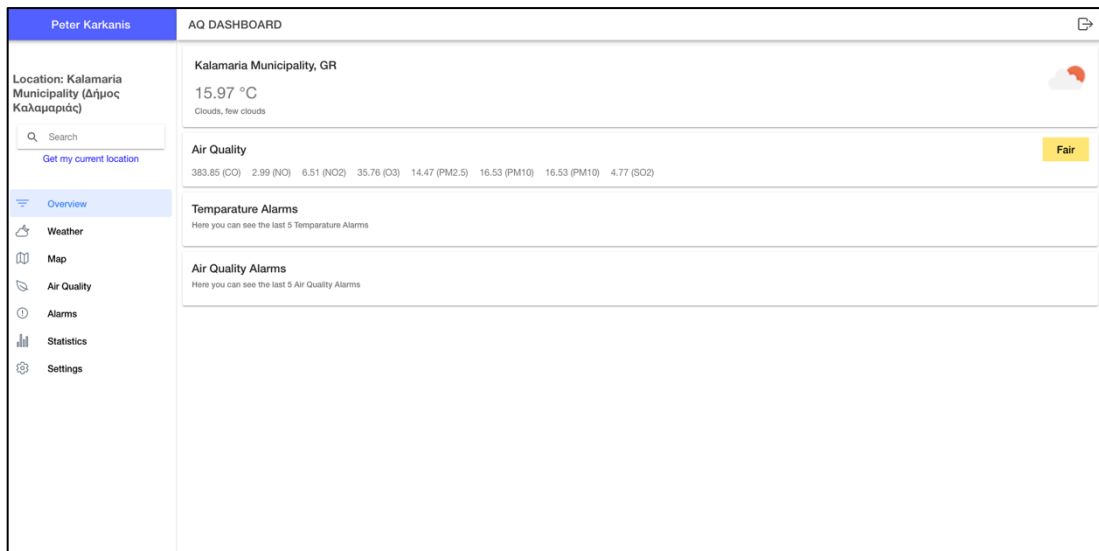 Peter Karkanis
AQ DASHBOARD
Location: Kalamaria
Municipality (Δήμος
Καλαμαριάς)
Search
Get my current location
Overview
Weather
Map
Air Quality
Alarms
Statistics
Settings
Kalamaria Municipality, GR
15.97 °C
Clouds, few clouds
Air Quality
Fair
383.85 (CO) 2.99 (NO) 6.51 (NO2) 35.76 (O3) 14.47 (PM2.5) 16.53 (PM10) 16.53 (PM10) 4.77 (SO2)
Temparature Alarms
Here you can see the last 5 Temparature Alarms
Air Quality Alarms
Here you can see the last 5 Air Quality Alarms